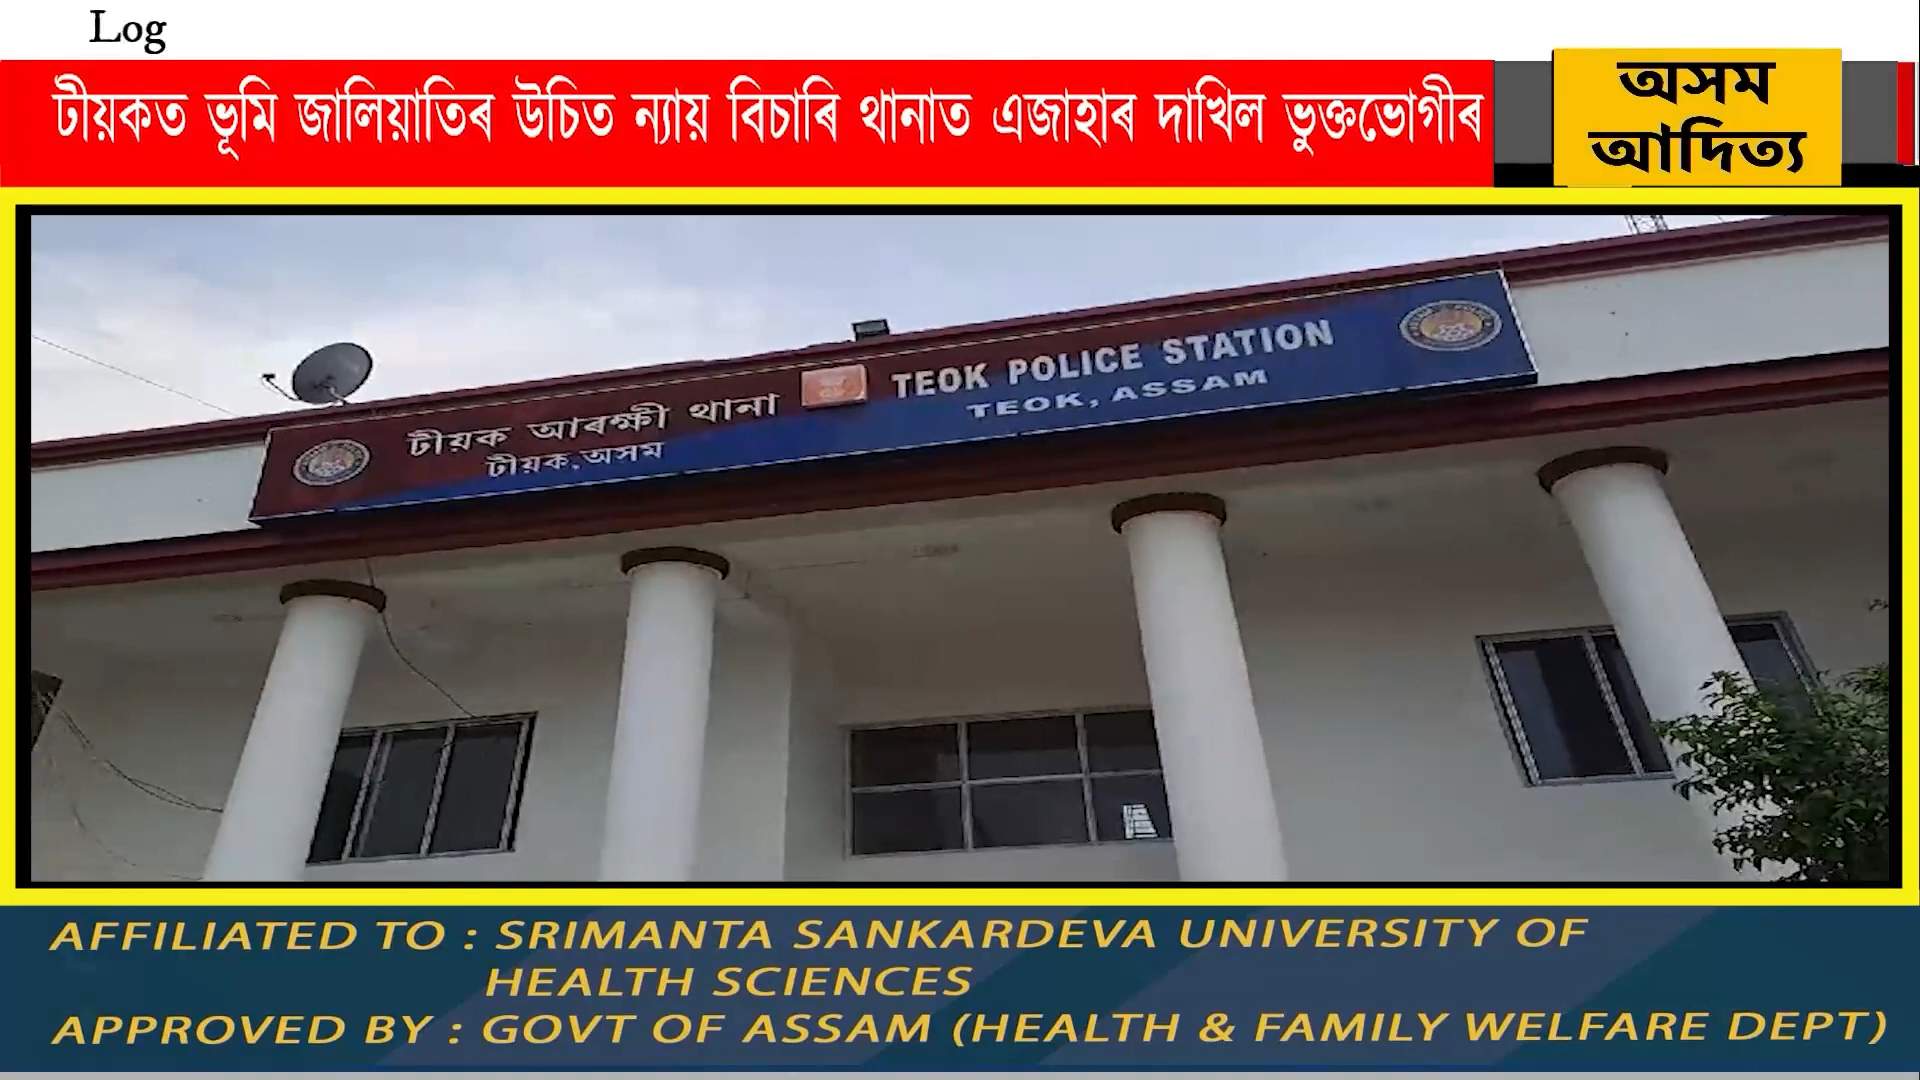 Log
টীয়কত ভূমি জালিয়াতিৰ উচিত ন্যায় বিচাৰি থানাত এজাহাৰ দাখিল ভুক্তভোগীৰ
অসম
আদিত্য
টীয়ক আৰক্ষী থানা
টীয়ক,অসম
TEOK POLICE STATION
TEOK, ASSAM
AFFILIATED TO : SRIMANTA SANKARDEVA UNIVERSITY OF
HEALTH SCIENCES
APPROVED BY : GOVT OF ASSAM (HEALTH & FAMILY WELFARE DEPT)